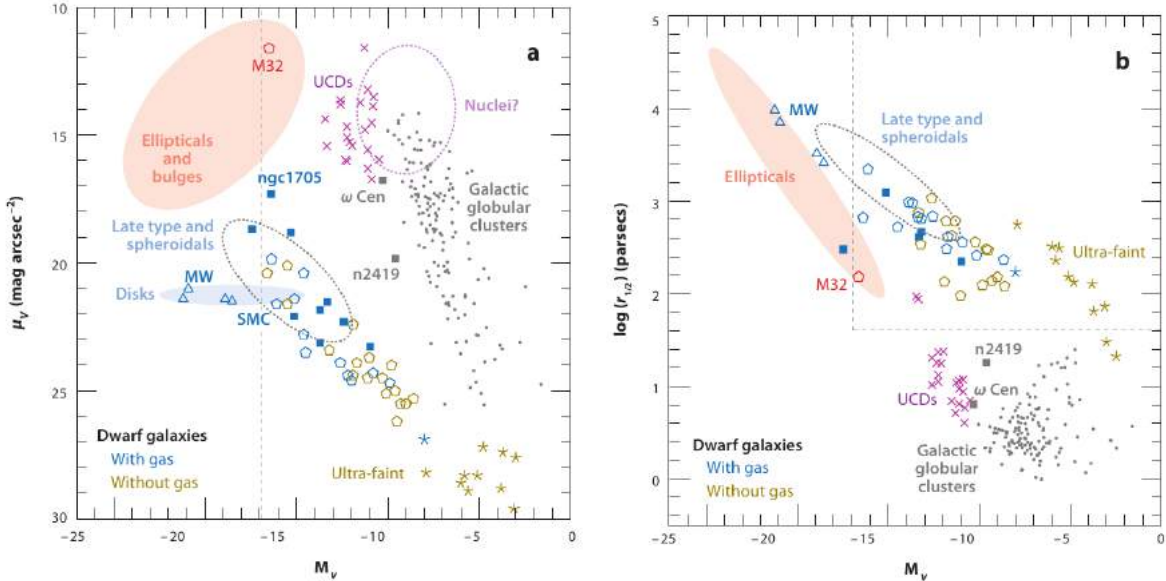 a
M32
UCDs
Nuclei?
Ellipticals
and
bulges
ngc1705
ω Cen
Galactic
globular
clusters
Late type and
spheroidals
n2419
MW
Disks
SMC
Dwarf galaxies
With gas
Without gas
Ultra-faint
10
15
20
25
30
μV (mag arcsec−2)
−25
−20
−15
−10
−5
0
Mv
b
MW
Late type and
spheroidals
Ellipticals
Ultra-faint
M32
n2419
ω Cen
UCDs
Galactic
globular
clusters
Dwarf galaxies
With gas
Without gas
5
4
3
2
1
0
log (r1/2) (parsecs)
−25
−20
−15
−10
−5
0
Mv